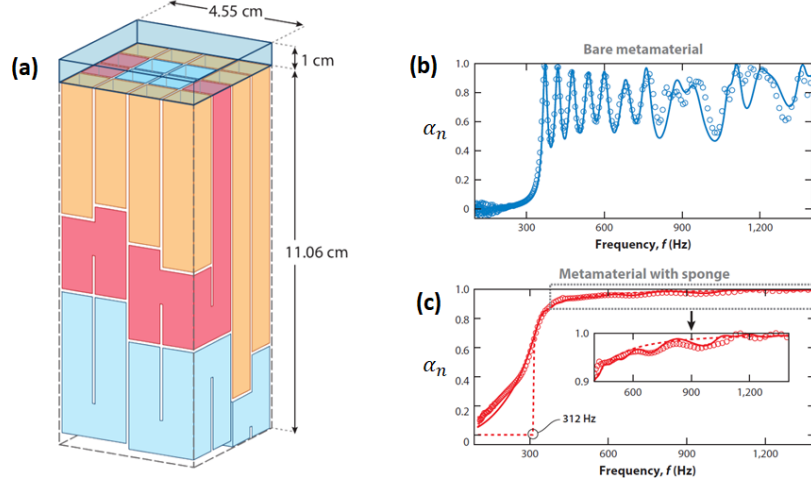 (a)
4.55 cm
1 cm
11.06 cm
(b)
Bare metamaterial
α_n
1.0
0.8
0.6
0.4
0.2
0
300
600
900
1,200
Frequency, f (Hz)
(c)
Metamaterial with sponge
α_n
1.0
0.8
0.6
0.4
0.2
0
1.0
0.9
600
900
1,200
312 Hz
300
600
900
1,200
Frequency, f (Hz)